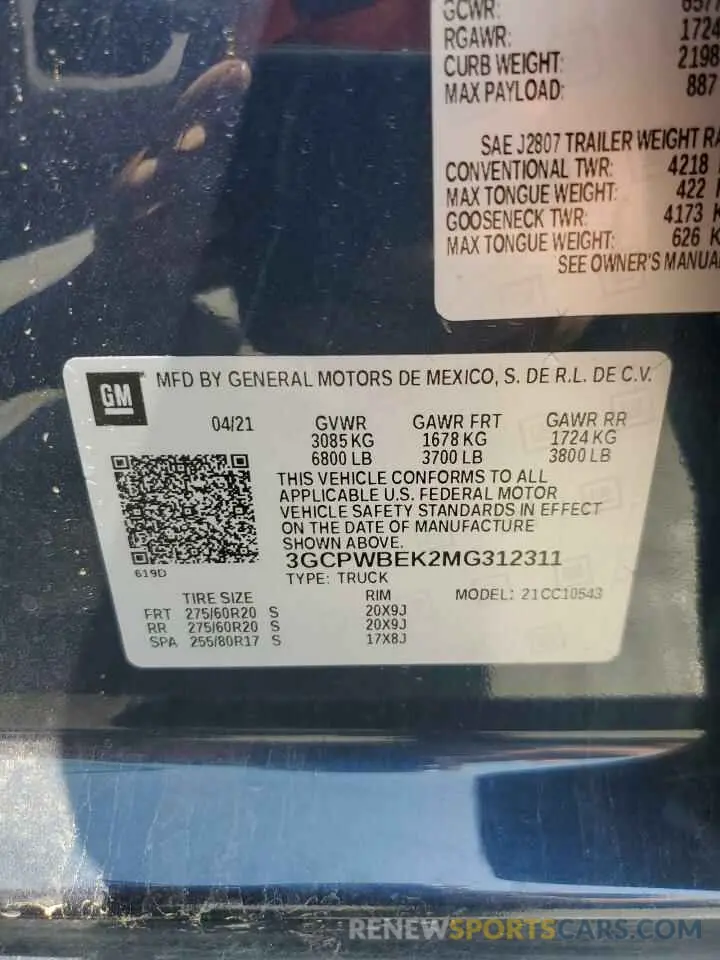 GCWR:
RGAWR: 1724
CURB WEIGHT: 2198
MAX PAYLOAD: 887
SAE J2807 TRAILER WEIGHT RA
CONVENTIONAL TWR: 4218
MAX TONGUE WEIGHT: 422
GOOSENECK TWR: 4173 K
MAX TONGUE WEIGHT: 626 K
SEE OWNER'S MANUA
GM
MFD BY GENERAL MOTORS DE MEXICO, S. DE R.L. DE C.V.
04/21 GVWR GAWR FRT GAWR RR
3085 KG 1678 KG 1724 KG
6800 LB 3700 LB 3800 LB
THIS VEHICLE CONFORMS TO ALL
APPLICABLE U.S. FEDERAL MOTOR
VEHICLE SAFETY STANDARDS IN EFFECT
ON THE DATE OF MANUFACTURE
SHOWN ABOVE.
3GCPWBEK2MG312311
619D
TYPE: TRUCK
TIRE SIZE RIM MODEL: 21CC10543
FRT 275/60R20 S 20X9J
RR 275/60R20 S 20X9J
SPA 255/80R17 S 17X8J
RENEWSPORTSCARS.COM